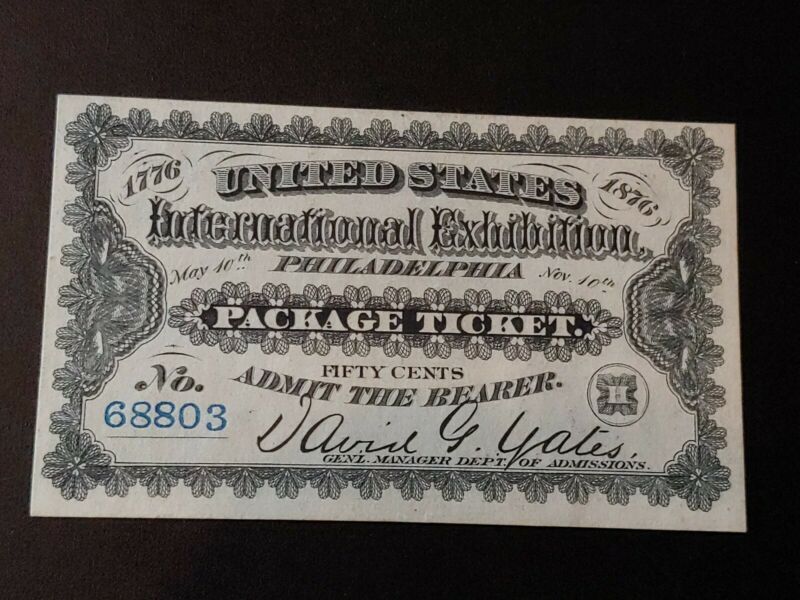 1776
UNITED STATES
1876
International Exhibition,
May 10th
PHILADELPHIA
Nov. 10th
PACKAGE TICKET.
FIFTY CENTS
No.
ADMIT THE BEARER.
H
68803
David G. Yates,
GENL. MANAGER DEPT. OF ADMISSIONS.